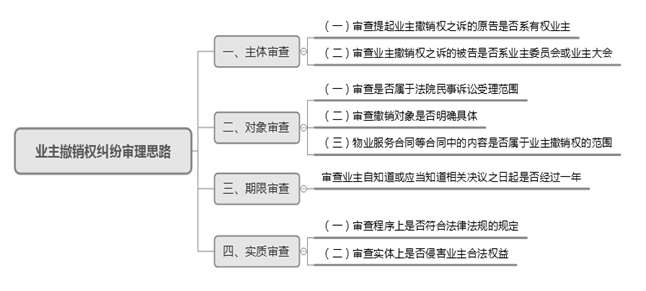 业主撤销权纠纷审理思路
一、主体审查
（一）审查提起业主撤销权之诉的原告是否系有权业主
（二）审查业主撤销权之诉的被告是否系业主委员会或业主大会
二、对象审查
（一）审查是否属于法院民事诉讼受理范围
（二）审查撤销对象是否明确具体
（三）物业服务合同等合同中的内容是否属于业主撤销权的范围
三、期限审查
审查业主自知道或应当知道相关决议之日起是否经过一年
四、实质审查
（一）审查程序上是否符合法律法规的规定
（二）审查实体上是否侵害业主合法权益